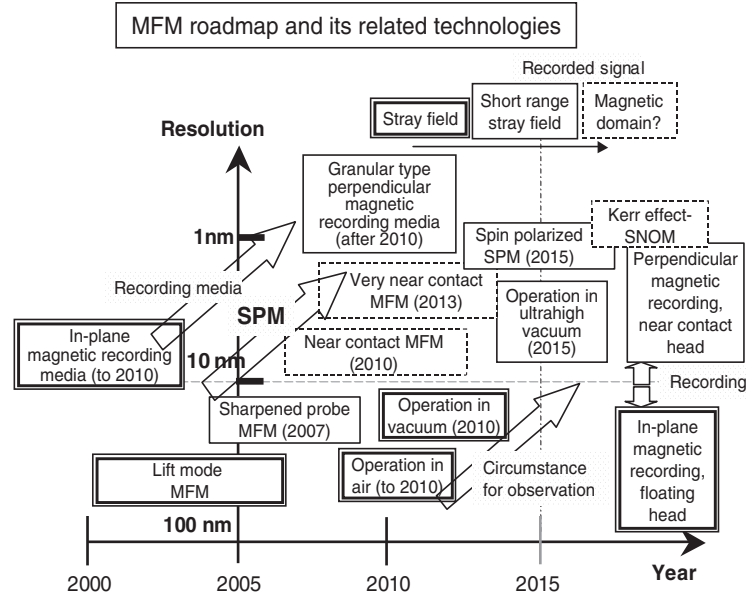 MFM roadmap and its related technologies
Recorded signal
Stray field
Short range
stray field
Magnetic
domain?
Resolution
Granular type
perpendicular
magnetic
recording media
(after 2010)
1nm
Kerr effect-
SNOM
Spin polarized
SPM (2015)
Perpendicular
magnetic
recording,
near contact
head
Recording media
Very near contact
MFM (2013)
SPM
Operation in
ultrahigh
vacuum
(2015)
In-plane
magnetic recording
media (to 2010)
Near contact MFM
(2010)
10 nm
Recording
Sharpened probe
MFM (2007)
Operation in
vacuum (2010)
In-plane
magnetic
recording,
floating
head
Lift mode
MFM
Operation in
air (to 2010)
Circumstance
for observation
100 nm
Year
2000
2005
2010
2015